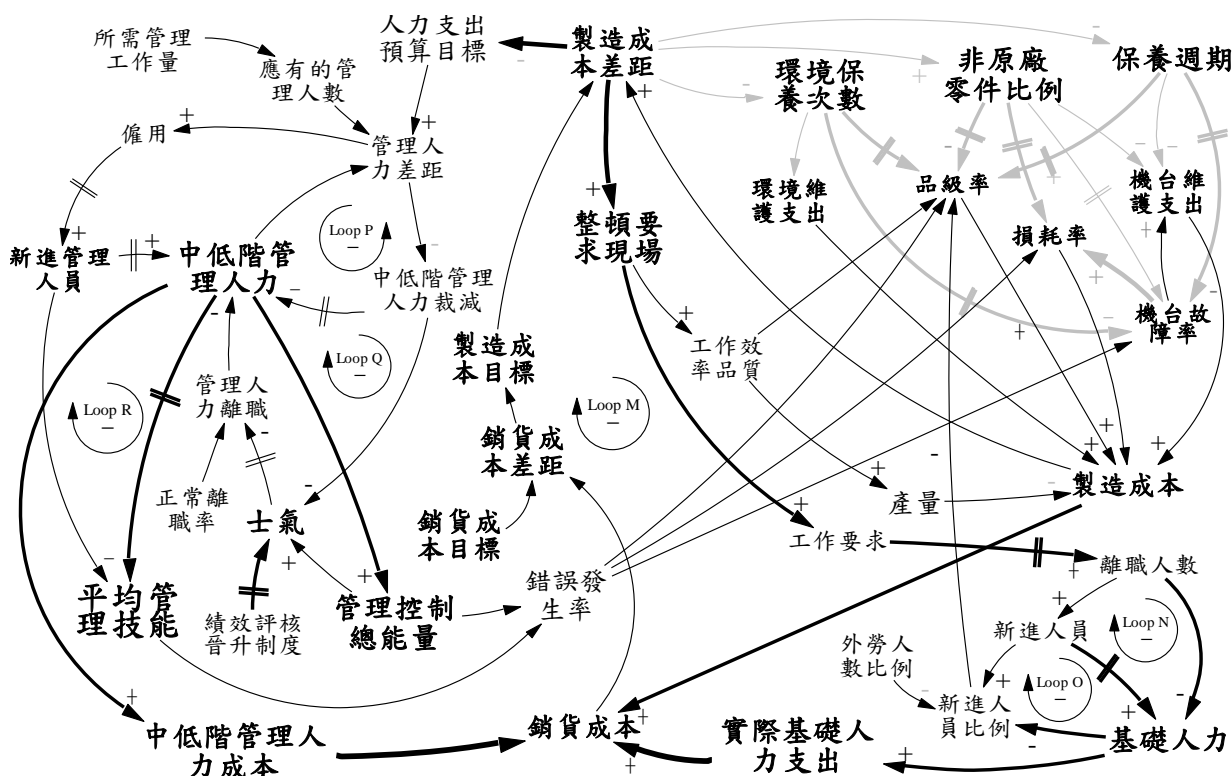 所需管理
工作量
應有的管
理人數
人力支出
預算目標
製造成
本差距
環境保
養次數
非原廠
零件比例
保養週期
僱用
管理人
力差距
環境維
護支出
品級率
機台維
護支出
整頓要
求現場
損耗率
新進管理
人員
中低階管
理人力
Loop P
–
中低階管理
人力裁減
機台故
障率
製造成
本目標
工作效
率品質
管理人
力離職
Loop Q
–
Loop R
–
Loop M
–
銷貨成
本差距
正常離
職率
士氣
銷貨成
本目標
產量
製造成本
工作要求
離職人數
平均管
理技能
績效評核
晉升制度
管理控制
總能量
錯誤發
生率
新進人員
Loop N
–
外勞人
數比例
新進人
員比例
Loop O
–
中低階管理人
力成本
銷貨成本
實際基礎人
力支出
基礎人力